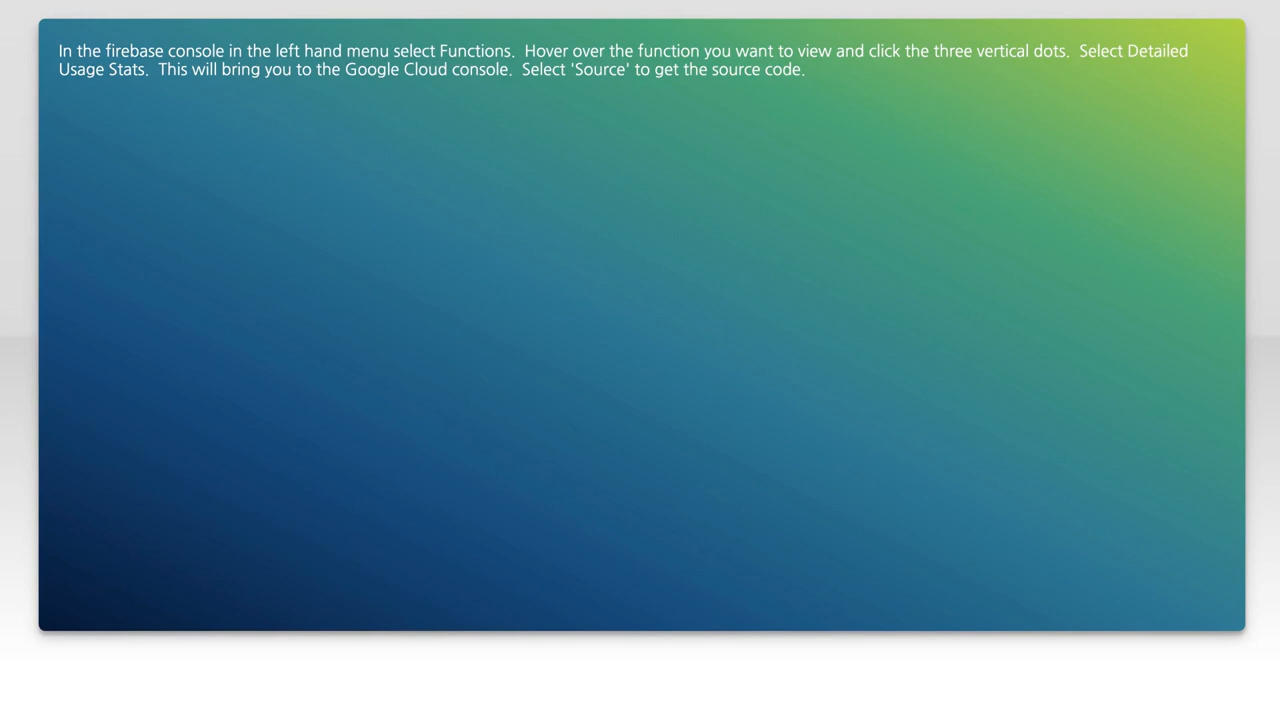 In the firebase console in the left hand menu select Functions.  Hover over the function you want to view and click the three vertical dots.  Select Detailed
Usage Stats.  This will bring you to the Google Cloud console.  Select 'Source' to get the source code.